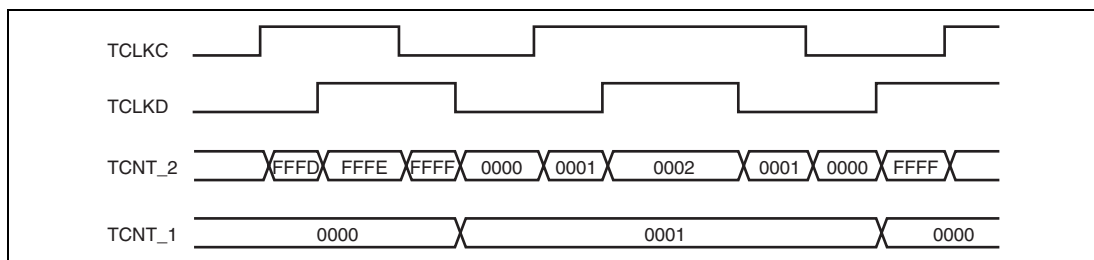 TCLKC
TCLKD
TCNT_2 FFFD FFFE FFFF 0000 0001 0002 0001 0000 FFFF
TCNT_1 0000 0001 0000